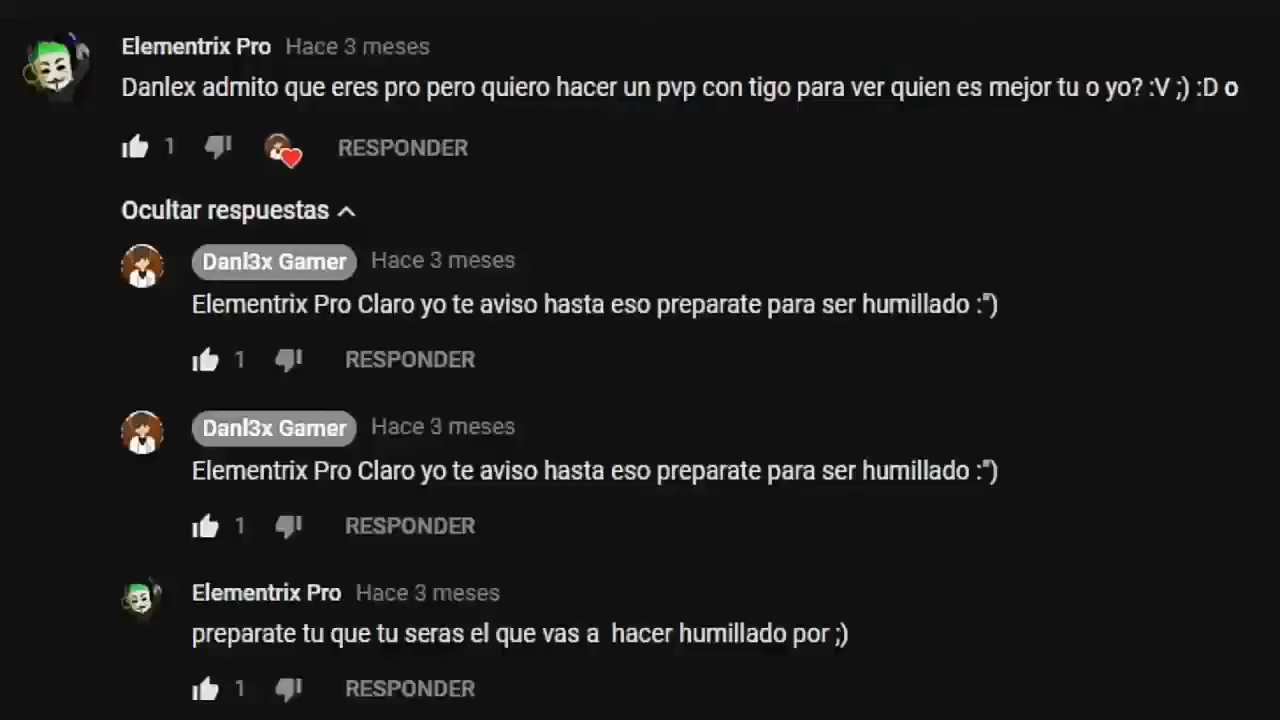 Elementrix Pro Hace 3 meses
Danlex admito que eres pro pero quiero hacer un pvp con tigo para ver quien es mejor tu o yo? :V ;) :D o
1 RESPONDER
Ocultar respuestas
Danl3x Gamer Hace 3 meses
Elementrix Pro Claro yo te aviso hasta eso preparate para ser humillado :")
1 RESPONDER
Danl3x Gamer Hace 3 meses
Elementrix Pro Claro yo te aviso hasta eso preparate para ser humillado :")
1 RESPONDER
Elementrix Pro Hace 3 meses
preparate tu que tu seras el que vas a  hacer humillado por ;)
1 RESPONDER